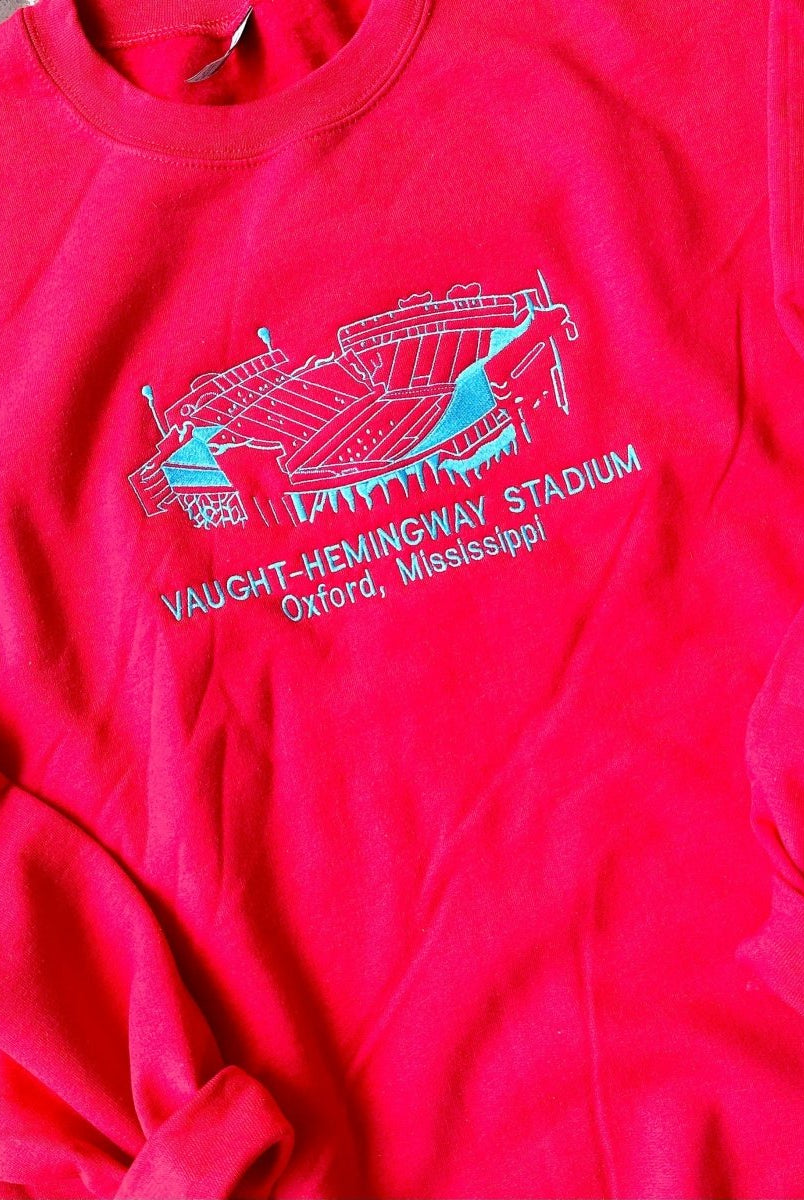 VAUGHT-HEMINGWAY STADIUM
Oxford, Mississippi